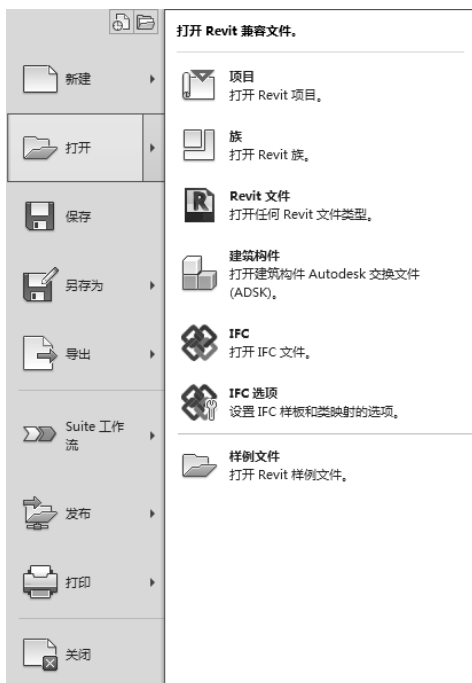 新建
打开
保存
另存为
导出
Suite 工作
流
发布
打印
关闭
打开 Revit 兼容文件。
项目
打开 Revit 项目。
族
打开 Revit 族。
Revit 文件
打开任何 Revit 文件类型。
建筑构件
打开建筑构件 Autodesk 交换文件
(ADSK)。
IFC
打开 IFC 文件。
IFC 选项
设置 IFC 样板和类映射的选项。
样例文件
打开 Revit 样例文件。